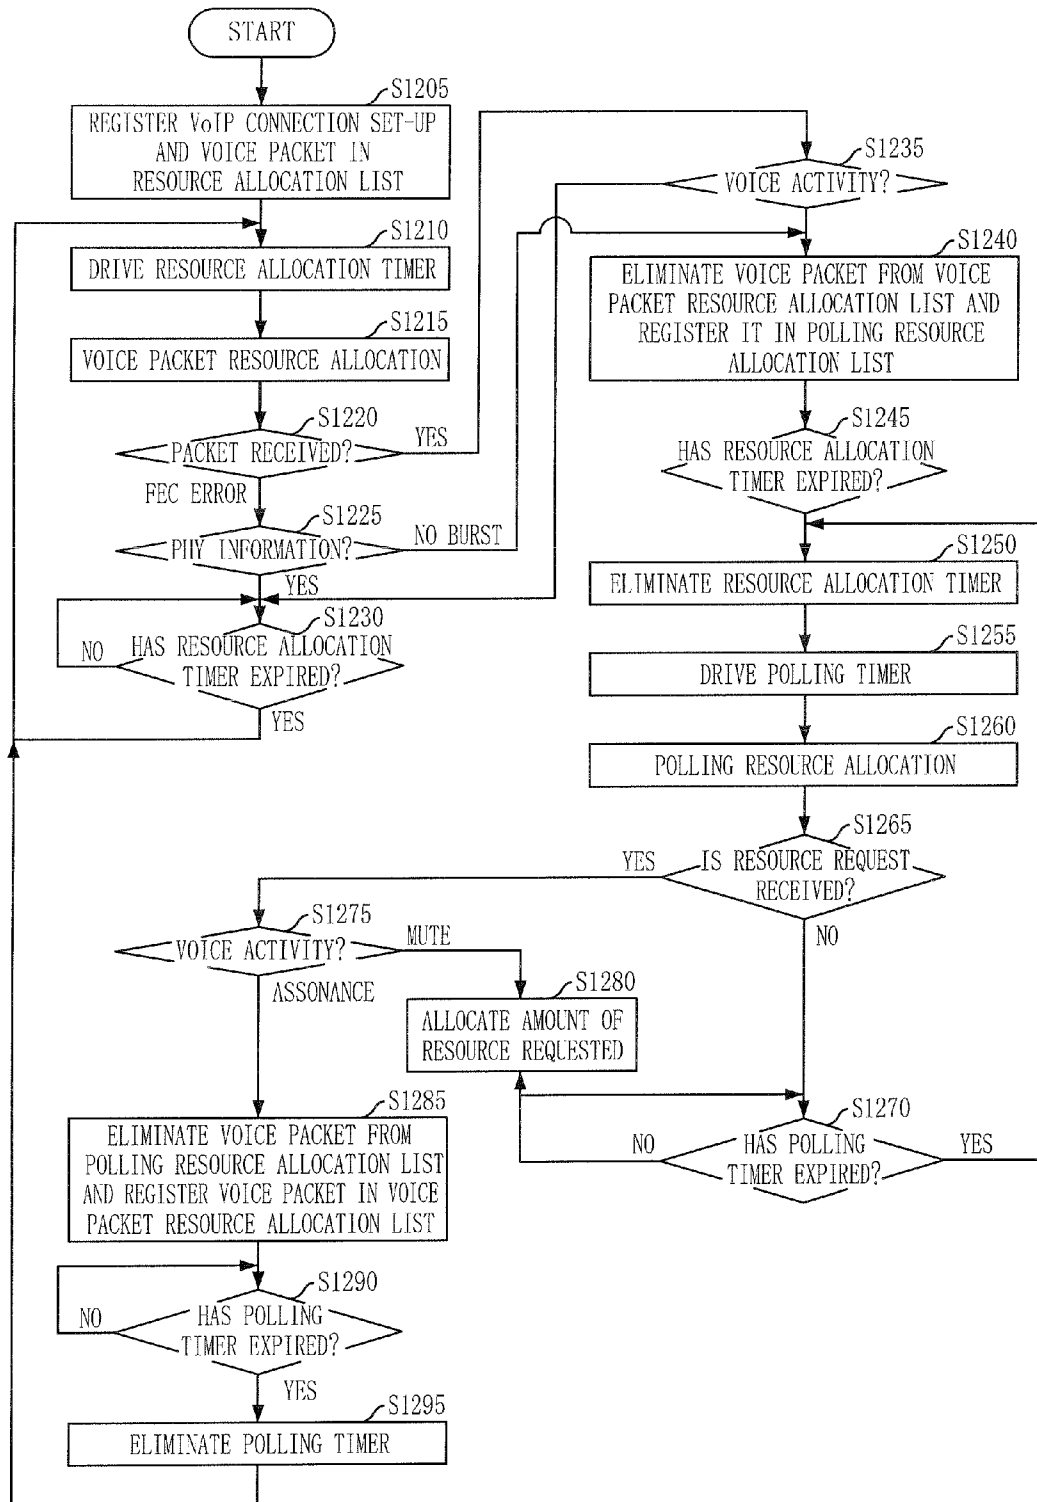 START
S1205
REGISTER VoIP CONNECTION SET-UP
AND VOICE PACKET IN
RESOURCE ALLOCATION LIST
S1210
DRIVE RESOURCE ALLOCATION TIMER
S1215
VOICE PACKET RESOURCE ALLOCATION
S1220
PACKET RECEIVED?
YES
FEC ERROR
S1225
PHY INFORMATION?
NO BURST
YES
S1230
HAS RESOURCE ALLOCATION
TIMER EXPIRED?
NO
YES
S1235
VOICE ACTIVITY?
S1240
ELIMINATE VOICE PACKET FROM VOICE
PACKET RESOURCE ALLOCATION LIST AND
REGISTER IT IN POLLING RESOURCE
ALLOCATION LIST
S1245
HAS RESOURCE ALLOCATION
TIMER EXPIRED?
S1250
ELIMINATE RESOURCE ALLOCATION TIMER
S1255
DRIVE POLLING TIMER
S1260
POLLING RESOURCE ALLOCATION
S1265
IS RESOURCE REQUEST
RECEIVED?
YES
NO
S1275
VOICE ACTIVITY?
MUTE
ASSONANCE
S1280
ALLOCATE AMOUNT OF
RESOURCE REQUESTED
S1270
HAS POLLING
TIMER EXPIRED?
NO
YES
S1285
ELIMINATE VOICE PACKET FROM
POLLING RESOURCE ALLOCATION LIST
AND REGISTER VOICE PACKET IN VOICE
PACKET RESOURCE ALLOCATION LIST
S1290
HAS POLLING
TIMER EXPIRED?
NO
YES
S1295
ELIMINATE POLLING TIMER